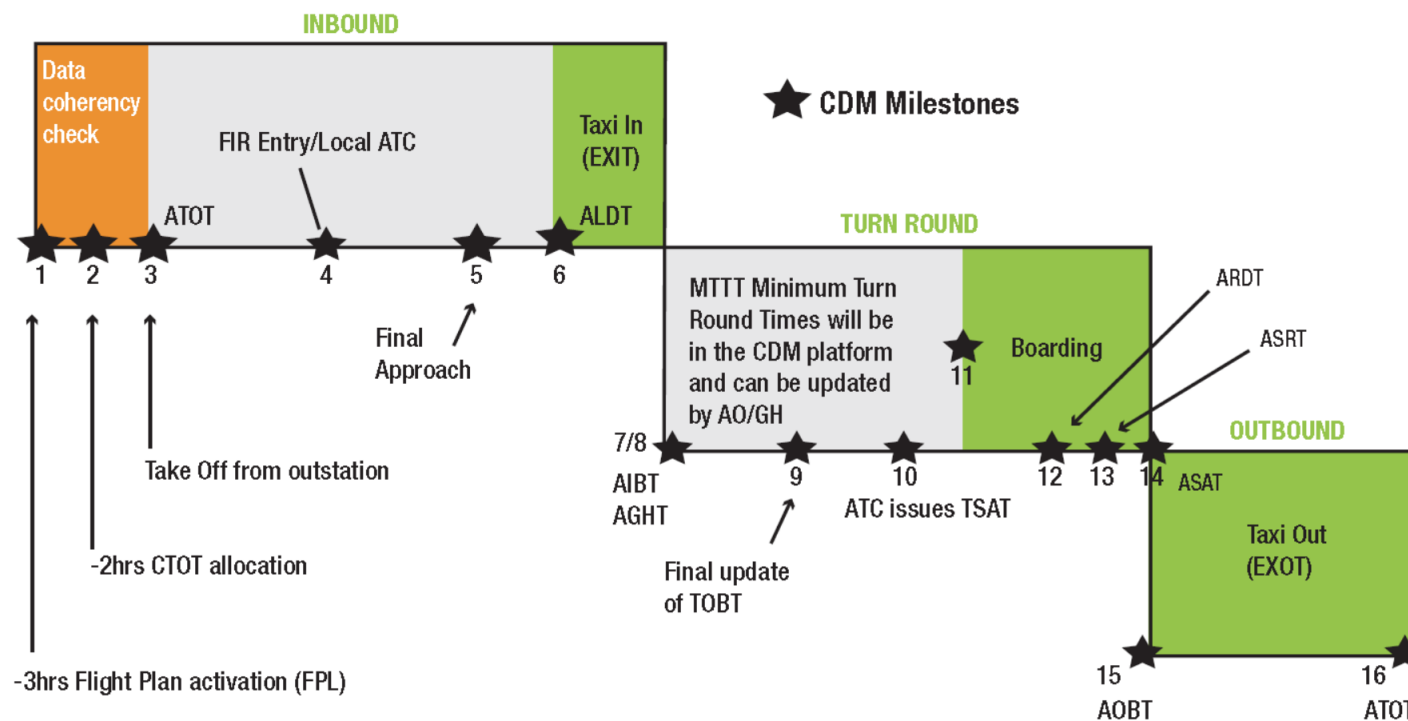 INBOUND
Data
coherency
check
FIR Entry/Local ATC
Taxi In
(EXIT)
CDM Milestones
ATOT
ALDT
1
2
3
4
5
6
Final
Approach
Take Off from outstation
-2hrs CTOT allocation
-3hrs Flight Plan activation (FPL)
TURN ROUND
MTTT Minimum Turn
Round Times will be
in the CDM platform
and can be updated
by AO/GH
11
Boarding
ARDT
ASRT
7/8
AIBT
AGHT
9
10
12
13
14
Final update
of TOBT
ATC issues TSAT
ASAT
OUTBOUND
Taxi Out
(EXOT)
15
AOBT
16
ATOT